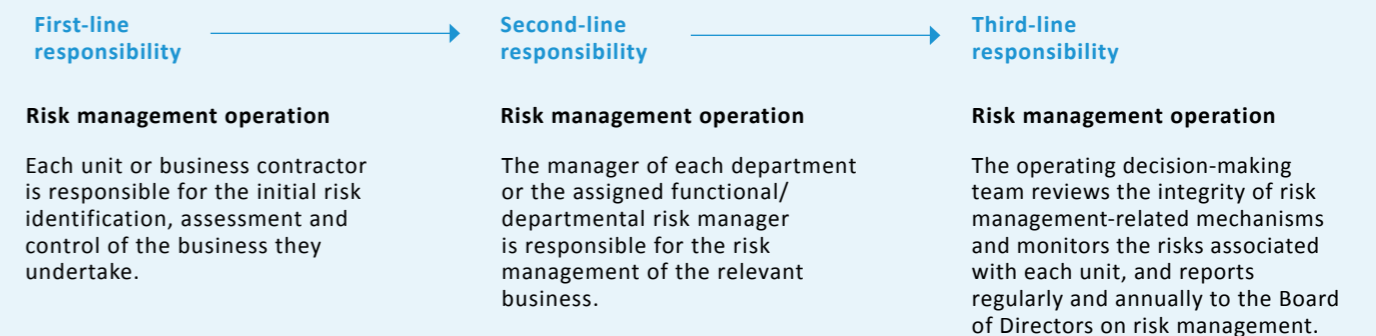 First-line
responsibility
Second-line
responsibility
Third-line
responsibility
Risk management operation
Each unit or business contractor
is responsible for the initial risk
identification, assessment and
control of the business they
undertake.
Risk management operation
The manager of each department
or the assigned functional/
departmental risk manager
is responsible for the risk
management of the relevant
business.
Risk management operation
The operating decision-making
team reviews the integrity of risk
management-related mechanisms
and monitors the risks associated
with each unit, and reports
regularly and annually to the Board
of Directors on risk management.